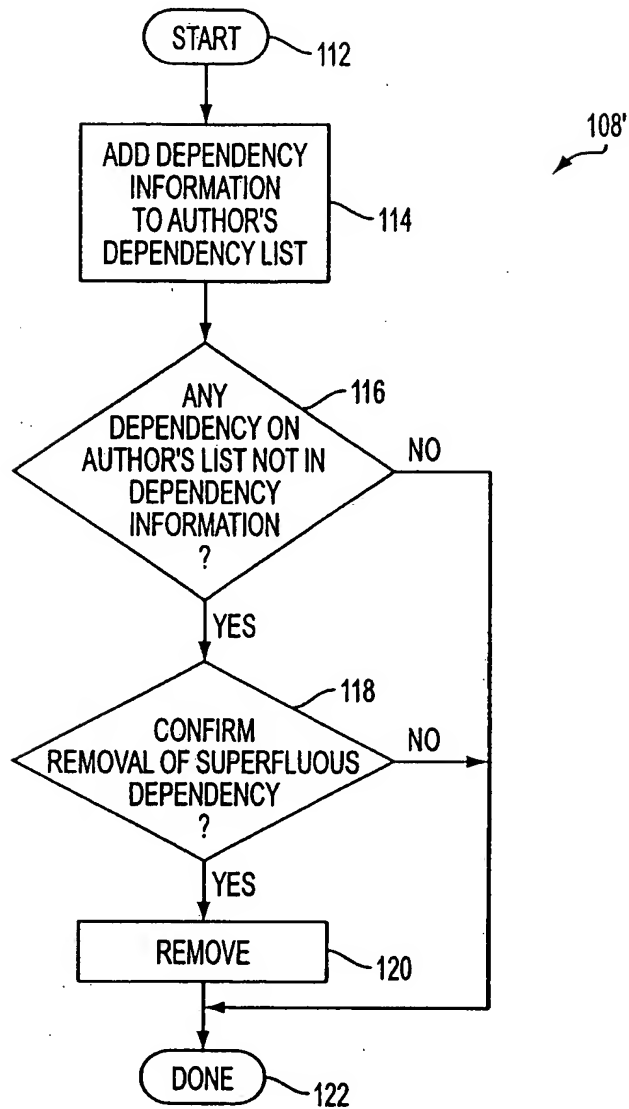 START
112
108'
ADD DEPENDENCY
INFORMATION
TO AUTHOR'S
DEPENDENCY LIST
114
116
ANY
DEPENDENCY ON
AUTHOR'S LIST NOT IN
DEPENDENCY
INFORMATION
?
NO
YES
118
CONFIRM
REMOVAL OF SUPERFLUOUS
DEPENDENCY
?
NO
YES
REMOVE
120
DONE
122